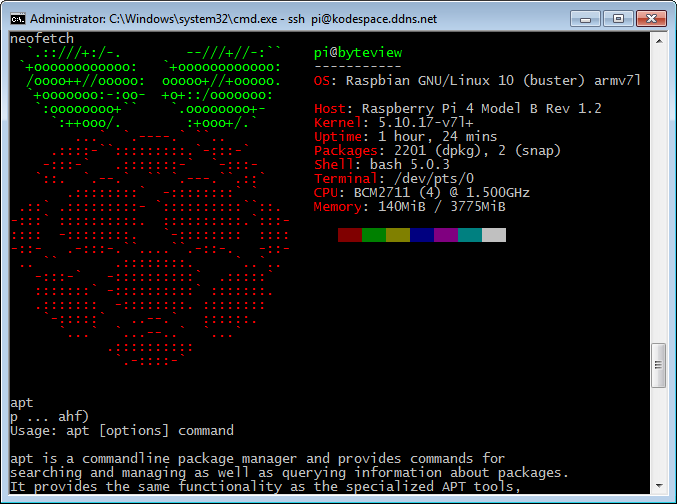 Administrator: C:\Windows\system32\cmd.exe - ssh pi@kodespace.ddns.net
neofetch
pi@byteview
-----------
OS: Raspbian GNU/Linux 10 (buster) armv7l
Host: Raspberry Pi 4 Model B Rev 1.2
Kernel: 5.10.17-v7l+
Uptime: 1 hour, 24 mins
Packages: 2201 (dpkg), 2 (snap)
Shell: bash 5.0.3
Terminal: /dev/pts/0
CPU: BCM2711 (4) @ 1.500GHz
Memory: 140MiB / 3775MiB
apt
p ... ahf)
Usage: apt [options] command
apt is a commandline package manager and provides commands for
searching and managing as well as querying information about packages.
It provides the same functionality as the specialized APT tools,